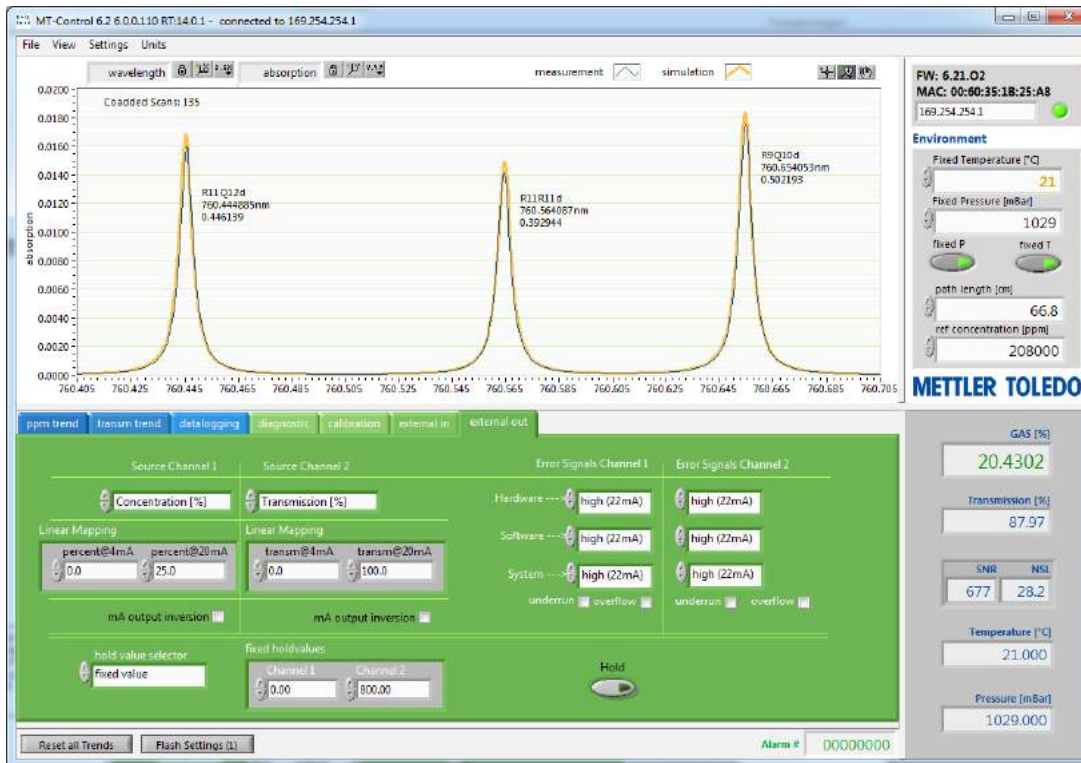 MT-Control 6.2 6.0.0.110 RT:14.0.1 - connected to 169.254.254.1
File View Settings Units
wavelength absorption measurement simulation
Coadded Scans: 135
absorption
0.0200
0.0180
0.0160
0.0140
0.0120
0.0100
0.0080
0.0060
0.0040
0.0020
0.0000
R11Q12d
760.444885nm
0.446139
R11R11d
760.564087nm
0.392944
R9Q10d
760.654053nm
0.502193
760.405 760.425 760.445 760.465 760.485 760.505 760.525 760.545 760.565 760.585 760.605 760.625 760.645 760.665 760.685 760.705
FW: 6.21.O2
MAC: 00:60:35:1B:25:A8
169.254.254.1
Environment
Fixed Temperature [°C]
21
Fixed Pressure [mBar]
1029
fixed P fixed T
path length [cm]
66.8
ref concentration [ppm]
208000
METTLER TOLEDO
ppm trend transm trend datalogging diagnostic calibration external in external out
Source Channel 1 Source Channel 2 Error Signals Channel 1 Error Signals Channel 2
Concentration [%] Transmission [%] Hardware ---> high (22mA) high (22mA)
Linear Mapping Linear Mapping
Software ---> high (22mA) high (22mA)
percent@4mA percent@20mA transm@4mA transm@20mA
0.0 25.0 0.0 100.0
System ---> high (22mA) high (22mA)
underrun overflow underrun overflow
mA output inversion mA output inversion
hold value selector fixed holdvalues
fixed value
Channel 1 Channel 2
0.00 800.00
Hold
GAS [%]
20.4302
Transmission [%]
87.97
SNR NSL
677 28.2
Temperature [°C]
21.000
Pressure [mBar]
1029.000
Reset all Trends Flash Settings (1) Alarm # 00000000